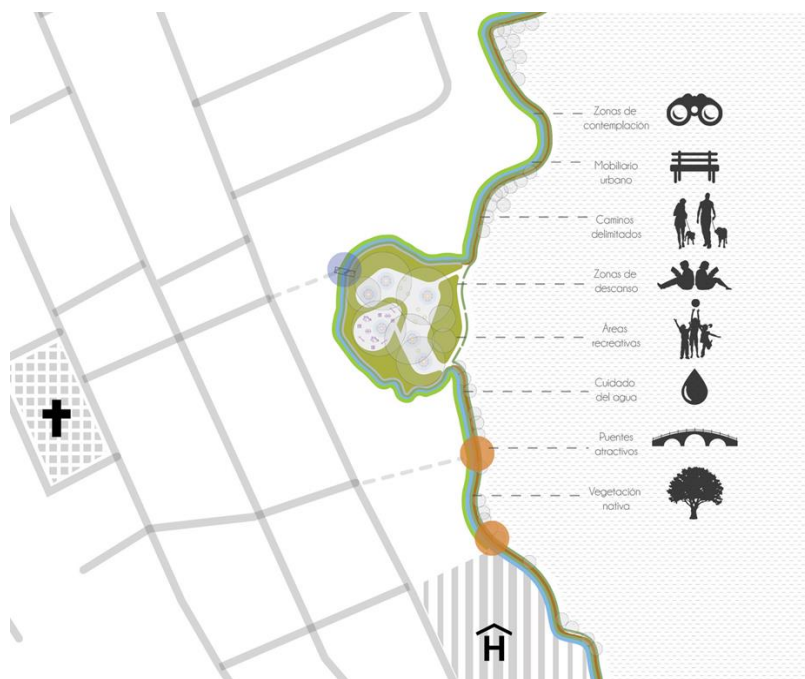 Zonas de
contemplación
Mobiliario
urbano
Caminos
delimitados
Zonas de
descanso
Áreas
recreativas
Cuidado
del agua
Puentes
atractivos
Vegetación
nativa
H